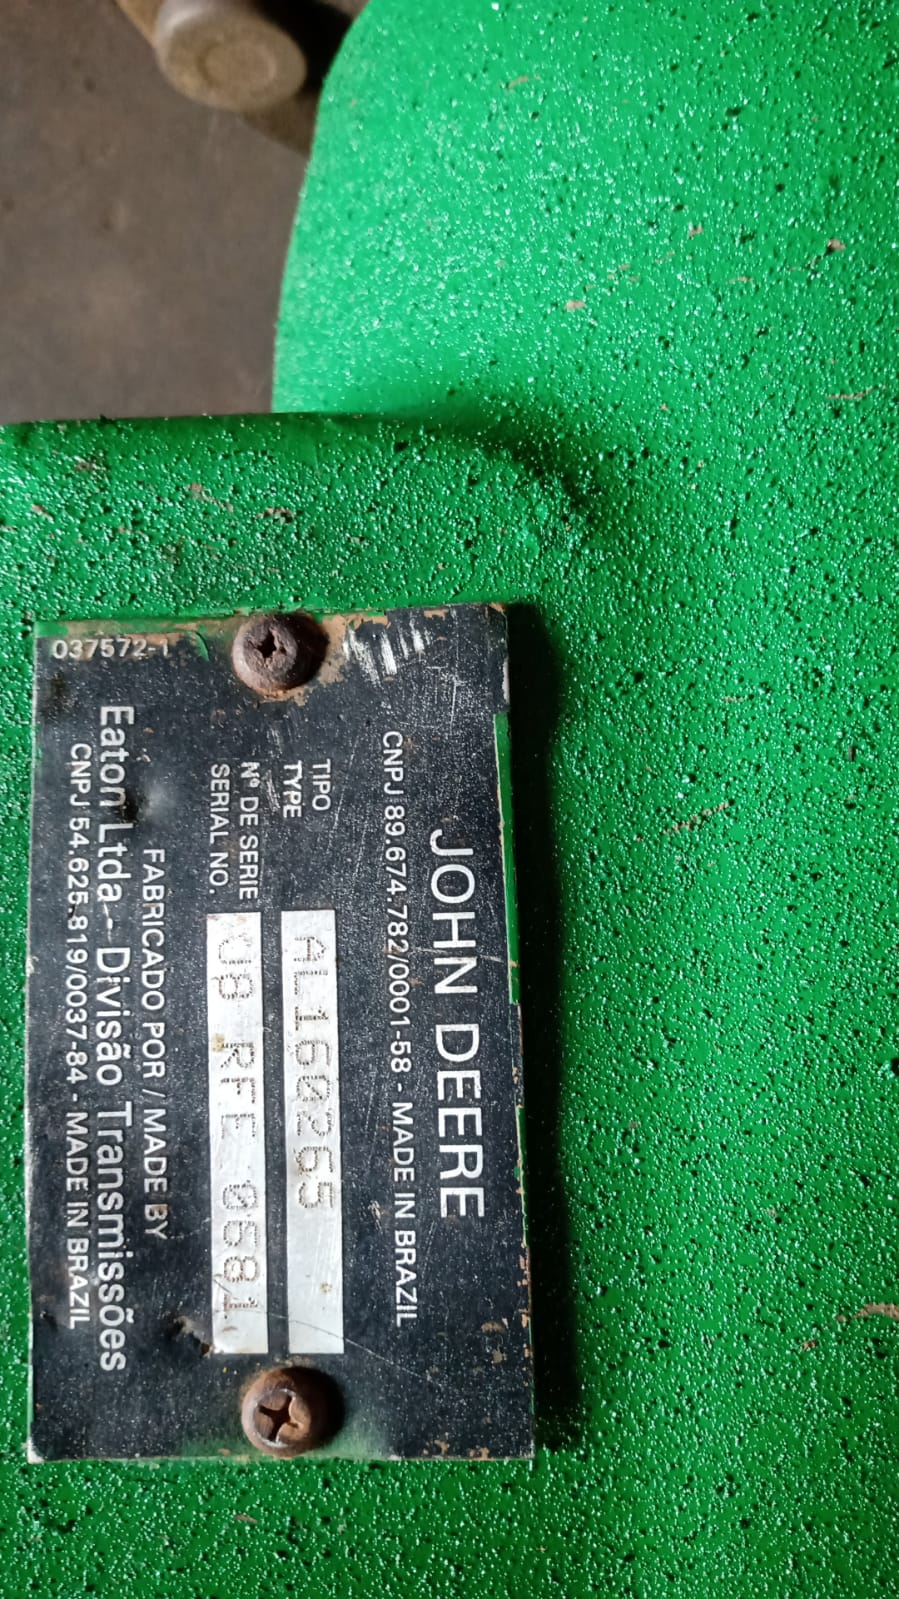 JOHN DEERE
CNPJ 89.674.782/0001-58 - MADE IN BRAZIL
TIPO
TYPE AL160265
Nº DE SERIE
SERIAL NO. 08 RFE
FABRICADO POR / MADE BY
Eaton Ltda - Divisão Transmissões
CNPJ 54.625.819/0037-84 - MADE IN BRAZIL
037572-1